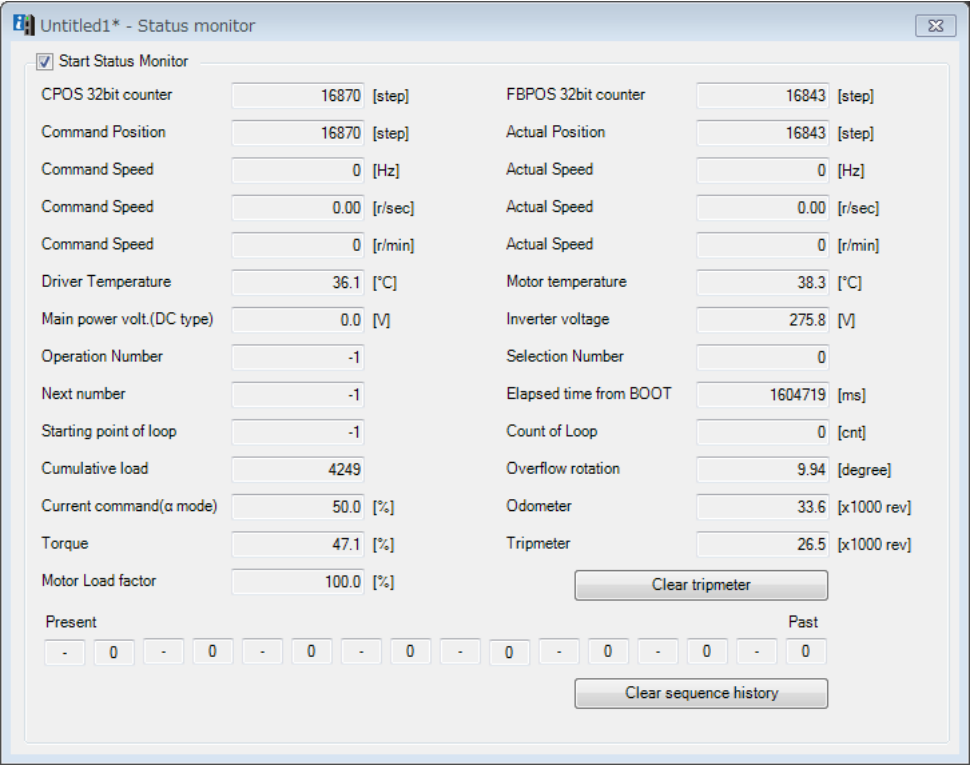 Untitled1* - Status monitor
Start Status Monitor
CPOS 32bit counter 16870 [step] FBPOS 32bit counter 16843 [step]
Command Position 16870 [step] Actual Position 16843 [step]
Command Speed 0 [Hz] Actual Speed 0 [Hz]
Command Speed 0.00 [r/sec] Actual Speed 0.00 [r/sec]
Command Speed 0 [r/min] Actual Speed 0 [r/min]
Driver Temperature 36.1 [°C] Motor temperature 38.3 [°C]
Main power volt.(DC type) 0.0 [V] Inverter voltage 275.8 [V]
Operation Number -1 Selection Number 0
Next number -1 Elapsed time from BOOT 1604719 [ms]
Starting point of loop -1 Count of Loop 0 [cnt]
Cumulative load 4249 Overflow rotation 9.94 [degree]
Current command(α mode) 50.0 [%] Odometer 33.6 [x1000 rev]
Torque 47.1 [%] Tripmeter 26.5 [x1000 rev]
Motor Load factor 100.0 [%] Clear tripmeter
Present Past
- 0 - 0 - 0 - 0 - 0 - 0 - 0 - 0
Clear sequence history